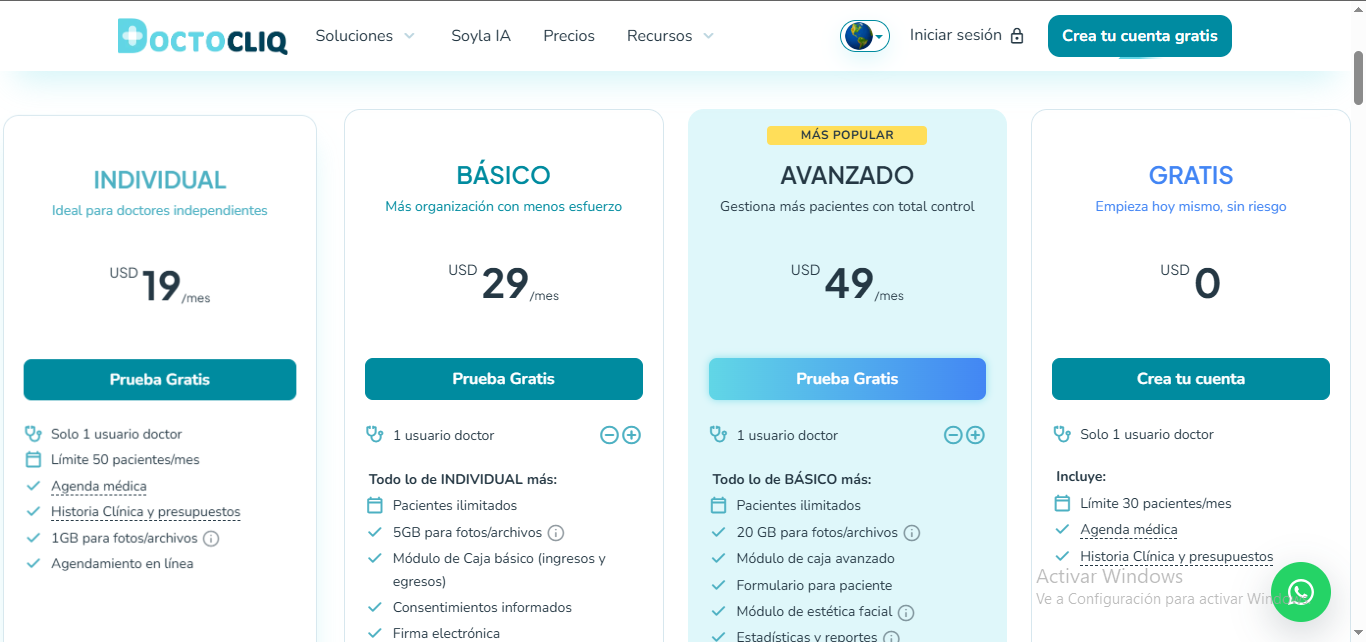 DOCTOCLIQ
Soluciones
Soyla IA
Precios
Recursos
Iniciar sesión
Crea tu cuenta gratis
INDIVIDUAL
Ideal para doctores independientes
USD 19 /mes
Prueba Gratis
Solo 1 usuario doctor
Límite 50 pacientes/mes
Agenda médica
Historia Clínica y presupuestos
1GB para fotos/archivos
Agendamiento en línea
BÁSICO
Más organización con menos esfuerzo
USD 29 /mes
Prueba Gratis
1 usuario doctor
Todo lo de INDIVIDUAL más:
Pacientes ilimitados
5GB para fotos/archivos
Módulo de Caja básico (ingresos y
egresos)
Consentimientos informados
Firma electrónica
MÁS POPULAR
AVANZADO
Gestiona más pacientes con total control
USD 49 /mes
Prueba Gratis
1 usuario doctor
Todo lo de BÁSICO más:
Pacientes ilimitados
20 GB para fotos/archivos
Módulo de caja avanzado
Formulario para paciente
Módulo de estética facial
Estadísticas y reportes
GRATIS
Empieza hoy mismo, sin riesgo
USD 0
Crea tu cuenta
Solo 1 usuario doctor
Incluye:
Límite 30 pacientes/mes
Agenda médica
Historia Clínica y presupuestos
Activar Windows
Ve a Configuración para activar Windows.